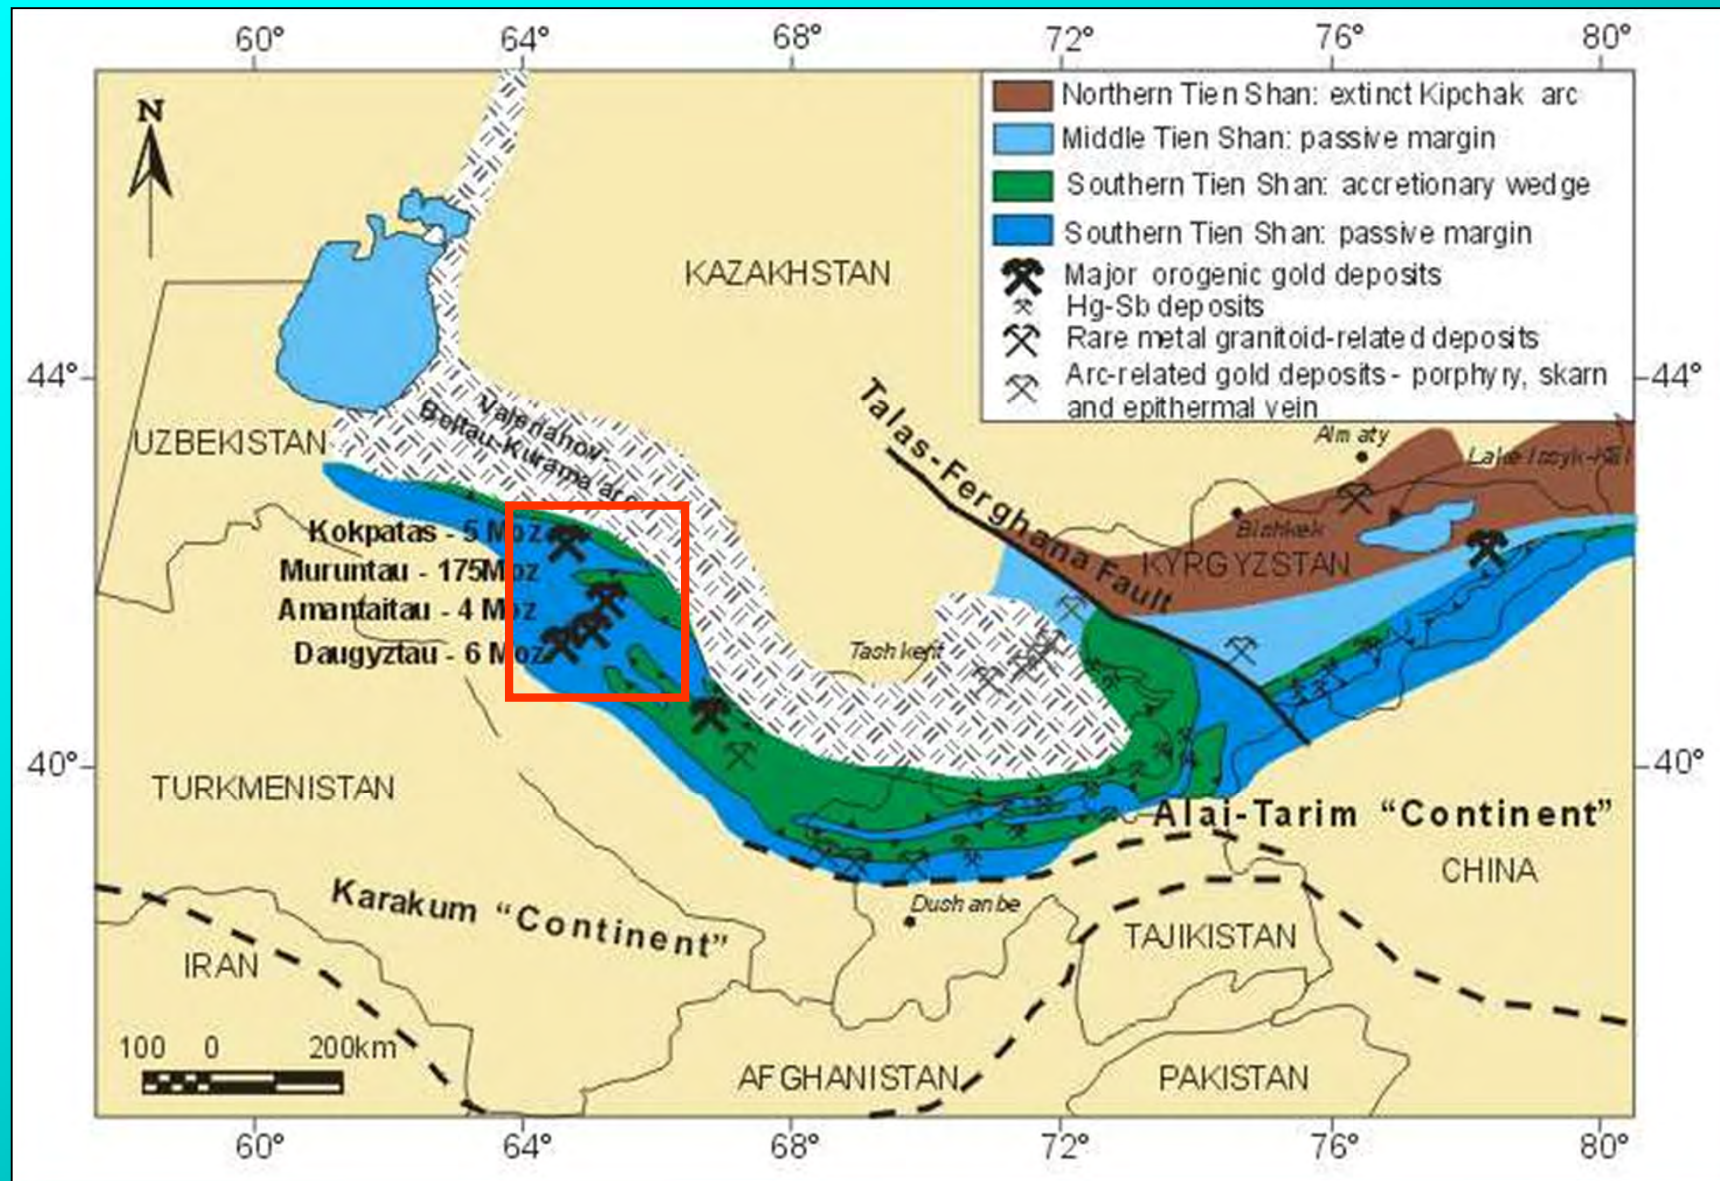 60° 64° 68° 72° 76° 80°
N
Northern Tien Shan: extinct Kipchak arc
Middle Tien Shan: passive margin
Southern Tien Shan: accretionary wedge
Southern Tien Shan: passive margin
Major orogenic gold deposits
Hg-Sb deposits
Rare metal granitoid-related deposits
Arc-related gold deposits - porphyry, skarn
and epithermal vein
KAZAKHSTAN
44° 44°
Talas-Ferghana Fault
Valerianov-
Beltau-Kurama arc
UZBEKISTAN
Almaty
Lake Issyk-Kul
Bishkek
KYRGYZSTAN
Kokpatas - 5 Moz
Muruntau - 175Moz
Amantaitau - 4 Moz
Daugyztau - 6 Moz
Tashkent
40° 40°
TURKMENISTAN
Alai-Tarim “Continent”
CHINA
Karakum “Continent”
Dushanbe
TAJIKISTAN
IRAN
100 0 200km
AFGHANISTAN
PAKISTAN
60° 64° 68° 72° 76° 80°